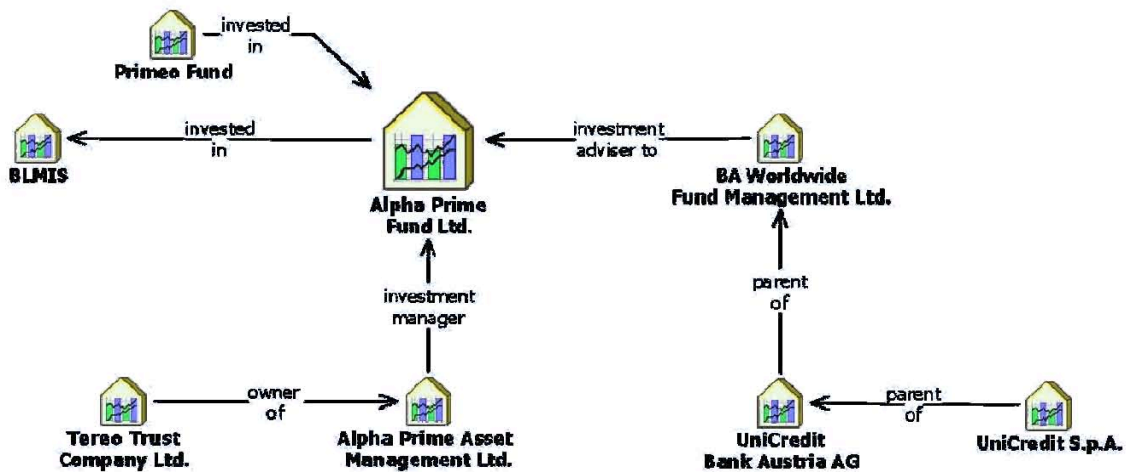 invested
in
Primeo Fund
invested
in
BLMIS
investment
adviser to
BA Worldwide
Fund Management Ltd.
Alpha Prime
Fund Ltd.
investment
manager
parent
of
owner
of
parent
of
Tereo Trust
Company Ltd.
Alpha Prime Asset
Management Ltd.
UniCredit
Bank Austria AG
UniCredit S.p.A.